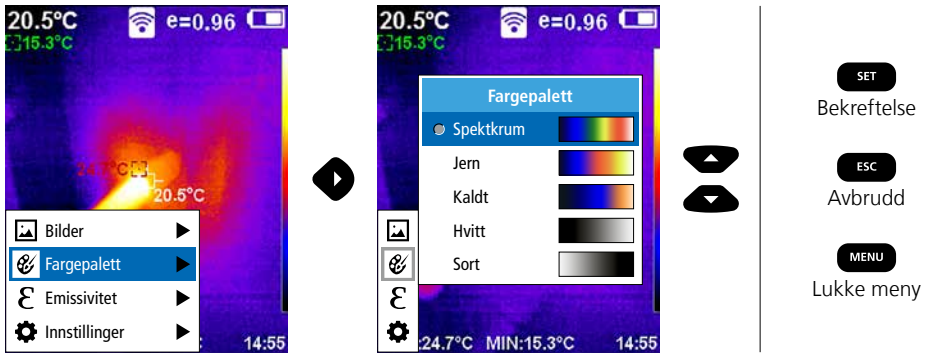 20.5°C e=0.96
15.3°C
24.7°C
20.5°C
Bilder
Fargepalett
Emissivitet
Innstillinger
: 14:55
20.5°C e=0.96
15.3°C
Fargepalett
Spektkrum
Jern
Kaldt
Hvitt
Sort
ε
:24.7°C MIN:15.3°C 14:55
SET
Bekreftelse
ESC
Avbrudd
MENU
Lukke meny